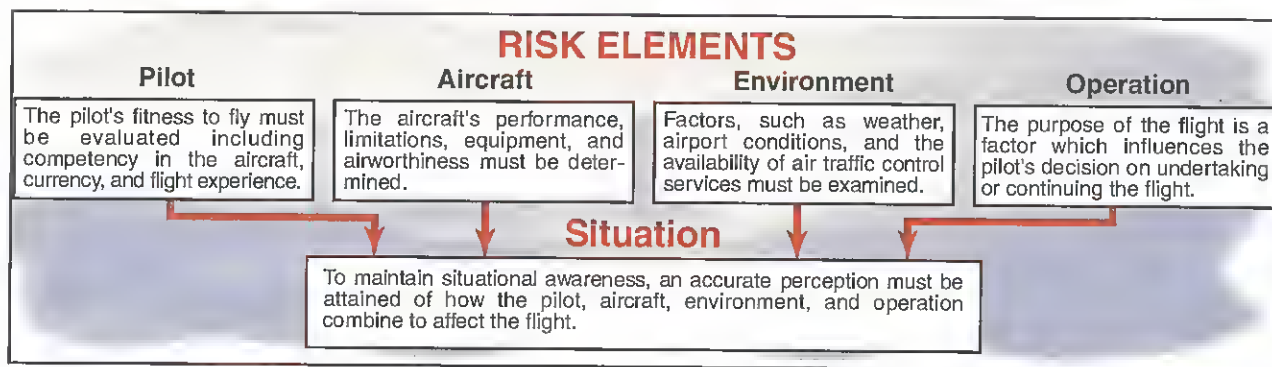 RISK ELEMENTS
Pilot
The pilot's fitness to fly must
be evaluated including
competency in the aircraft,
currency, and flight experience.
Aircraft
The aircraft's performance,
limitations, equipment, and
airworthiness must be deter-
mined.
Environment
Factors, such as weather,
airport conditions, and the
availability of air traffic control
services must be examined.
Operation
The purpose of the flight is a
factor which influences the
pilot's decision on undertaking
or continuing the flight.
Situation
To maintain situational awareness, an accurate perception must be
attained of how the pilot, aircraft, environment, and operation
combine to affect the flight.